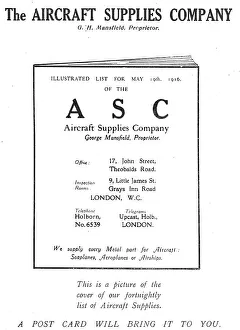 The AIRCRAFT SUPPLIES COMPANY
G. H. Mansfield, Proprietor.
ILLUSTRATED LIST FOR MAY 19th, 1916.
OF THE
A S C
Aircraft Supplies Company
George Mansfield, Proprietor.
Office: 17, John Street,
Theobalds Road.
Inspection Rooms: 9, Little James St.
Grays Inn Road
LONDON, W.C.
Telephone Telegrams,
Holborn, Upcast, Holb.,
No. 6539 LONDON.
We supply every Metal part for Aircraft:
Seaplanes, Aeroplanes or Airships.
This is a picture of the
cover of our fortnightly
list of Aircraft Supplies.
A POST CARD WILL BRING IT TO YOU.